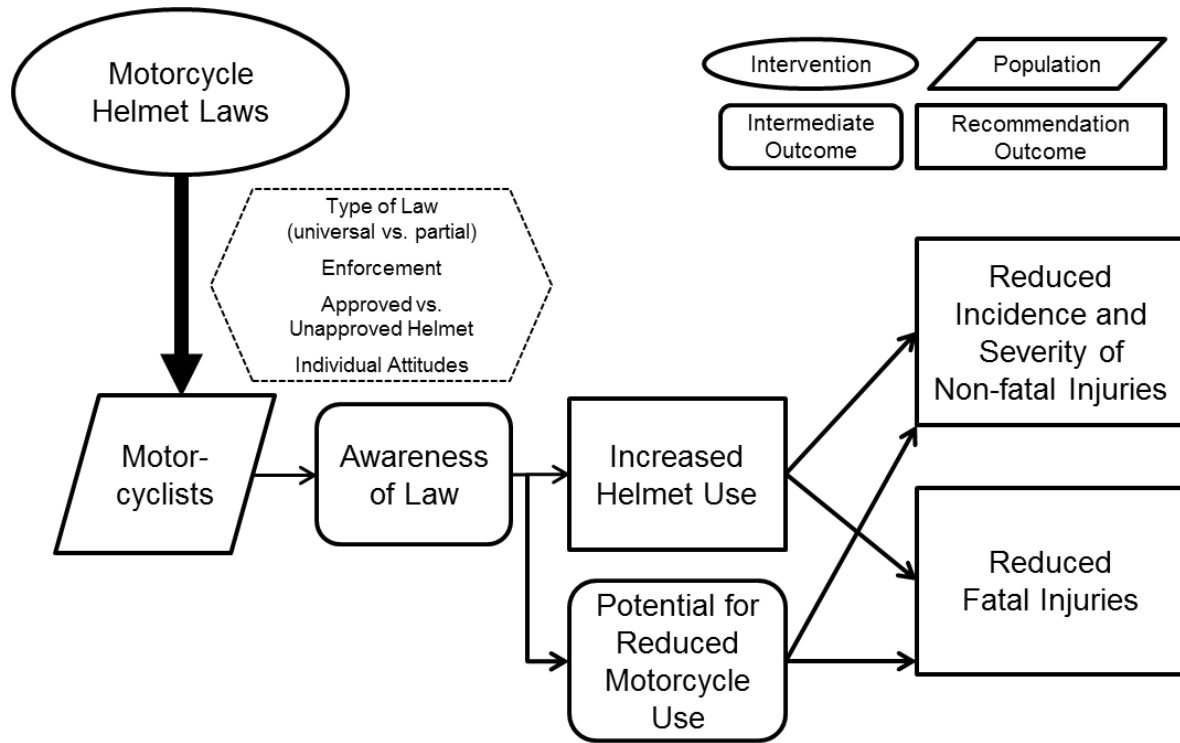 Motorcycle
Helmet Laws
Intervention
Population
Intermediate
Outcome
Recommendation
Outcome
Type of Law
(universal vs. partial)
Enforcement
Approved vs.
Unapproved Helmet
Individual Attitudes
Motor-
cyclists
Awareness
of Law
Increased
Helmet Use
Potential for
Reduced
Motorcycle
Use
Reduced
Incidence and
Severity of
Non-fatal Injuries
Reduced
Fatal Injuries